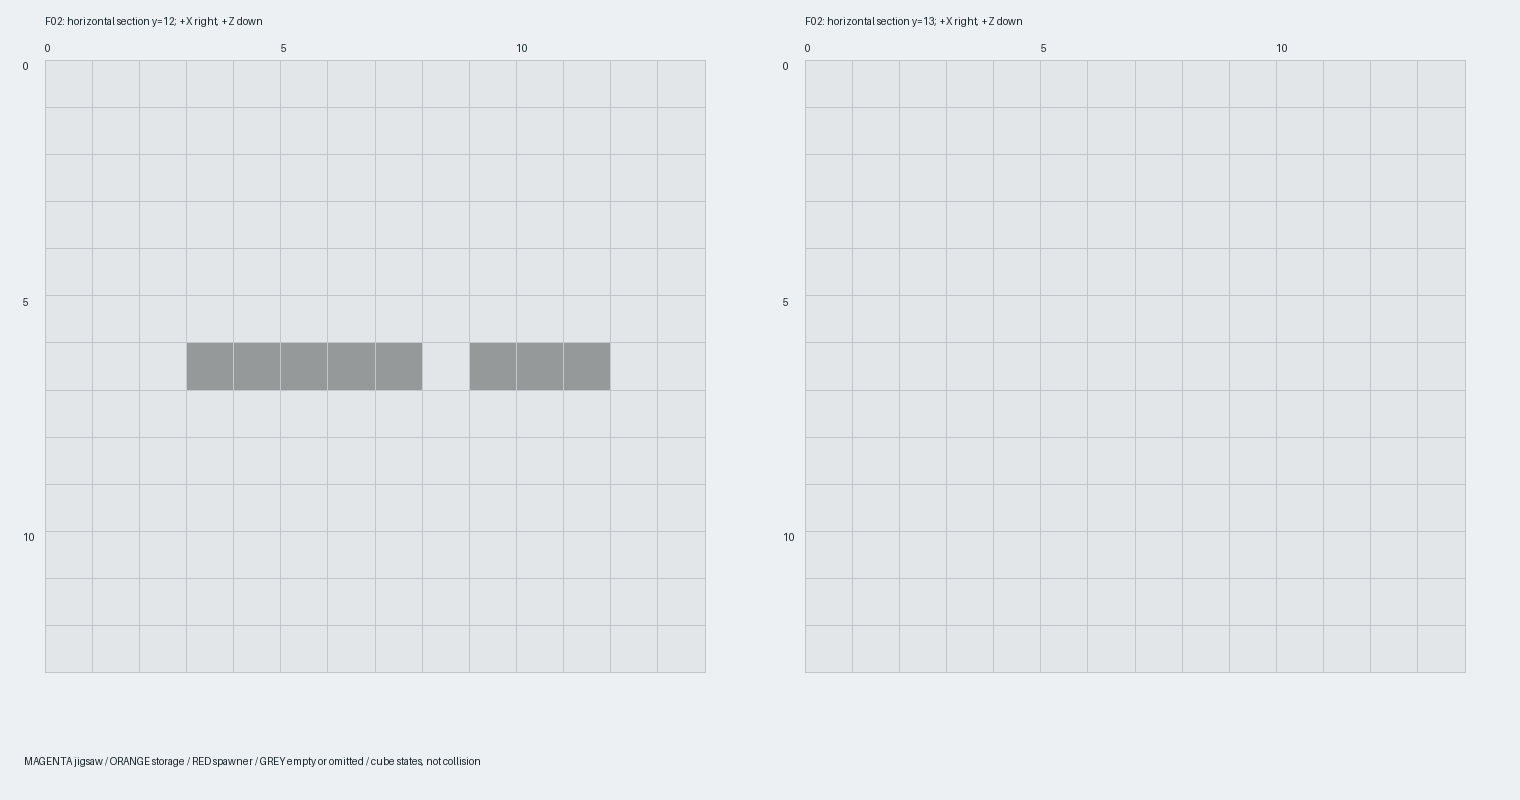 F02: horizontal section y=12; +X right, +Z down
0 5 10
0
5
10
F02: horizontal section y=13; +X right, +Z down
0 5 10
0
5
10
MAGENTA jigsaw / ORANGE storage / RED spawner / GREY empty or omitted / cube states, not collision